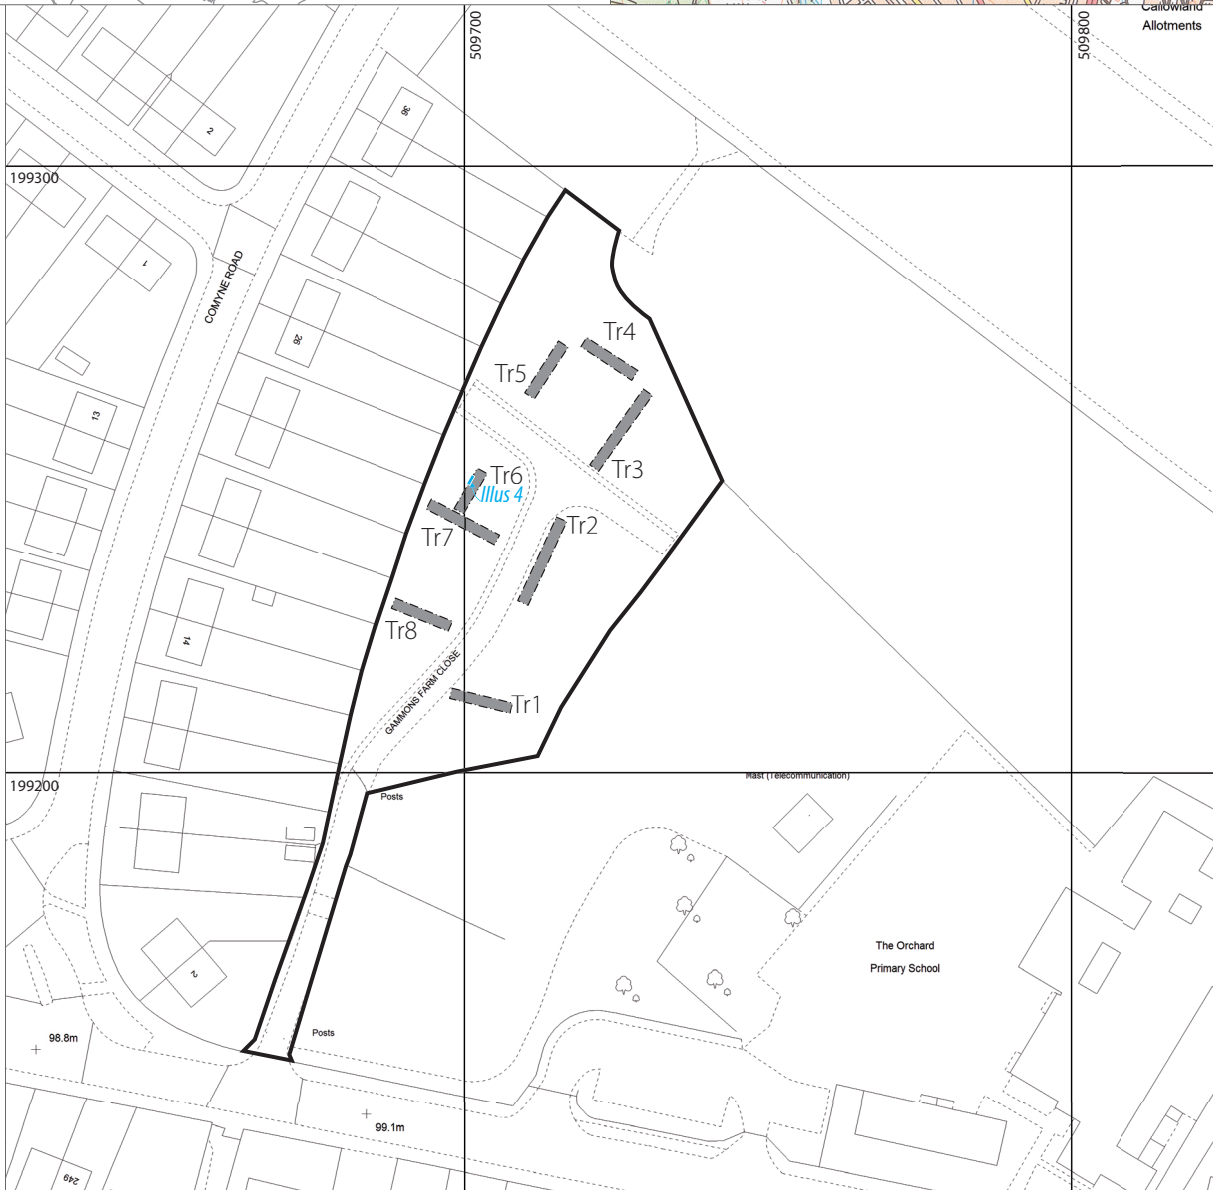 Callowland
Allotments
509700
509800
36
2
199300
1
COMYNE ROAD
26
Tr4
Tr5
13
Tr3
Tr6
Illus 4
Tr7
Tr2
Tr8
14
GAMMONS FARM CLOSE
Tr1
199200
Mast (Telecommunication)
Posts
The Orchard
Primary School
2
Posts
98.8m
99.1m
249